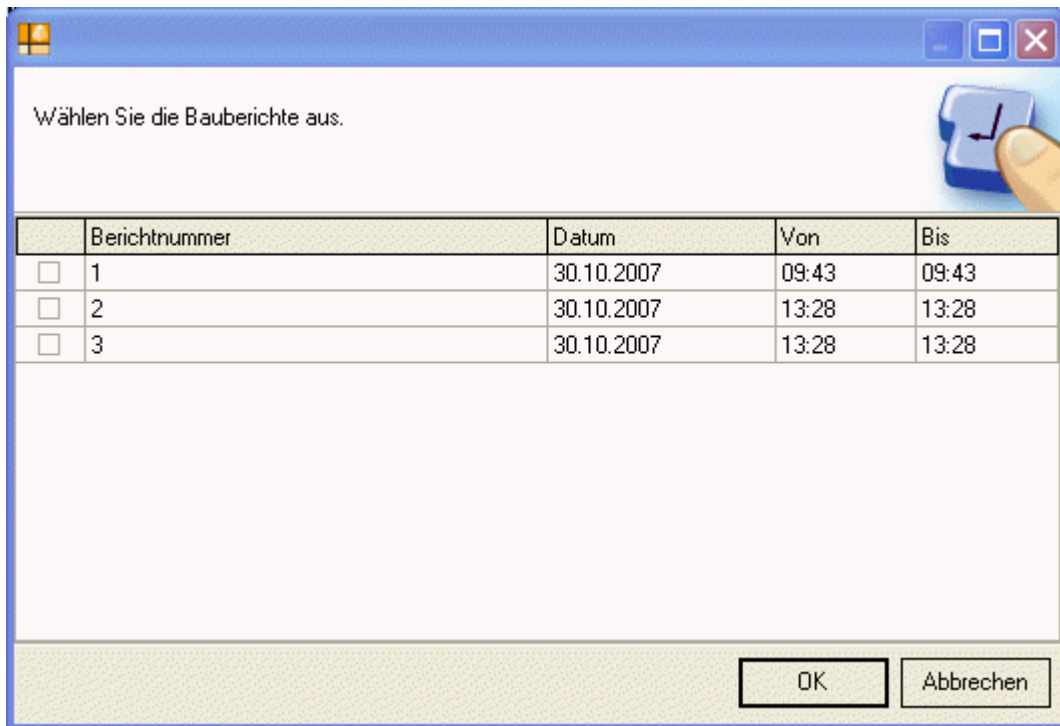 Wählen Sie die Bauberichte aus.
Berichtnummer Datum Von Bis
1 30.10.2007 09:43 09:43
2 30.10.2007 13:28 13:28
3 30.10.2007 13:28 13:28
OK Abbrechen